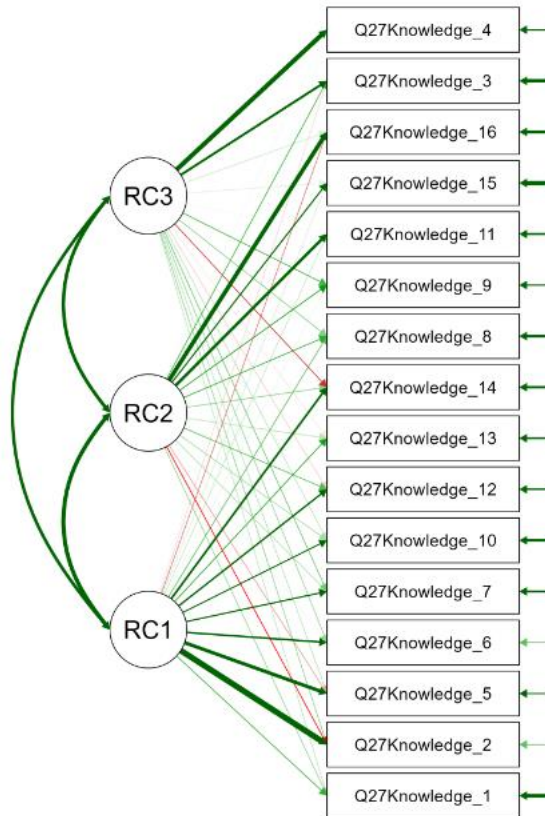 Q27Knowledge_4
Q27Knowledge_3
Q27Knowledge_16
RC3
Q27Knowledge_15
Q27Knowledge_11
Q27Knowledge_9
Q27Knowledge_8
Q27Knowledge_14
RC2
Q27Knowledge_13
Q27Knowledge_12
Q27Knowledge_10
Q27Knowledge_7
RC1
Q27Knowledge_6
Q27Knowledge_5
Q27Knowledge_2
Q27Knowledge_1